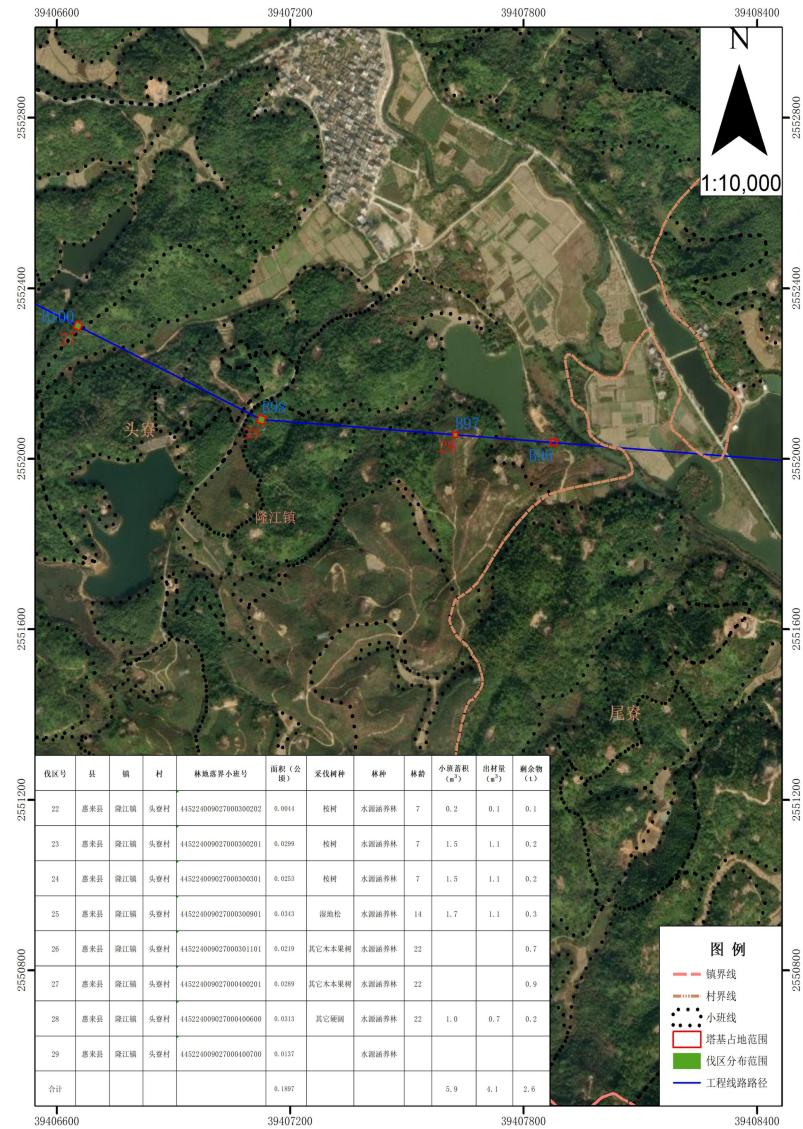 39406600 39407200 39407800 39408400
N
1:10,000
2552800 2552800
2552400 2552400
2552000 2552000
2551600 2551600
2551200 2551200
2550800 2550800
B100
B98
B97
B96
头寮
隆江镇
尾寮
伐区号 县 镇 村 林地落界小班号 面积（公顷） 采伐树种 林种 林龄 小班蓄积（m³） 出材量（m³） 剩余物（t）
22 惠来县 隆江镇 头寮村 445224009027000300202 0.0044 桉树 水源涵养林 7 0.2 0.1 0.1
23 惠来县 隆江镇 头寮村 445224009027000300201 0.0299 桉树 水源涵养林 7 1.5 1.1 0.2
24 惠来县 隆江镇 头寮村 445224009027000300301 0.0253 桉树 水源涵养林 7 1.5 1.1 0.2
25 惠来县 隆江镇 头寮村 445224009027000300901 0.0343 湿地松 水源涵养林 14 1.7 1.1 0.3
26 惠来县 隆江镇 头寮村 445224009027000301101 0.0219 其它木本果树 水源涵养林 22 0.7
27 惠来县 隆江镇 头寮村 445224009027000400201 0.0289 其它木本果树 水源涵养林 22 0.9
28 惠来县 隆江镇 头寮村 445224009027000400600 0.0313 其它硬阔 水源涵养林 22 1.0 0.7 0.2
29 惠来县 隆江镇 头寮村 445224009027000400700 0.0137 水源涵养林
合计 0.1897 5.9 4.1 2.6
图 例
镇界线
村界线
小班线
塔基占地范围
伐区分布范围
工程线路路径
39406600 39407200 39407800 39408400